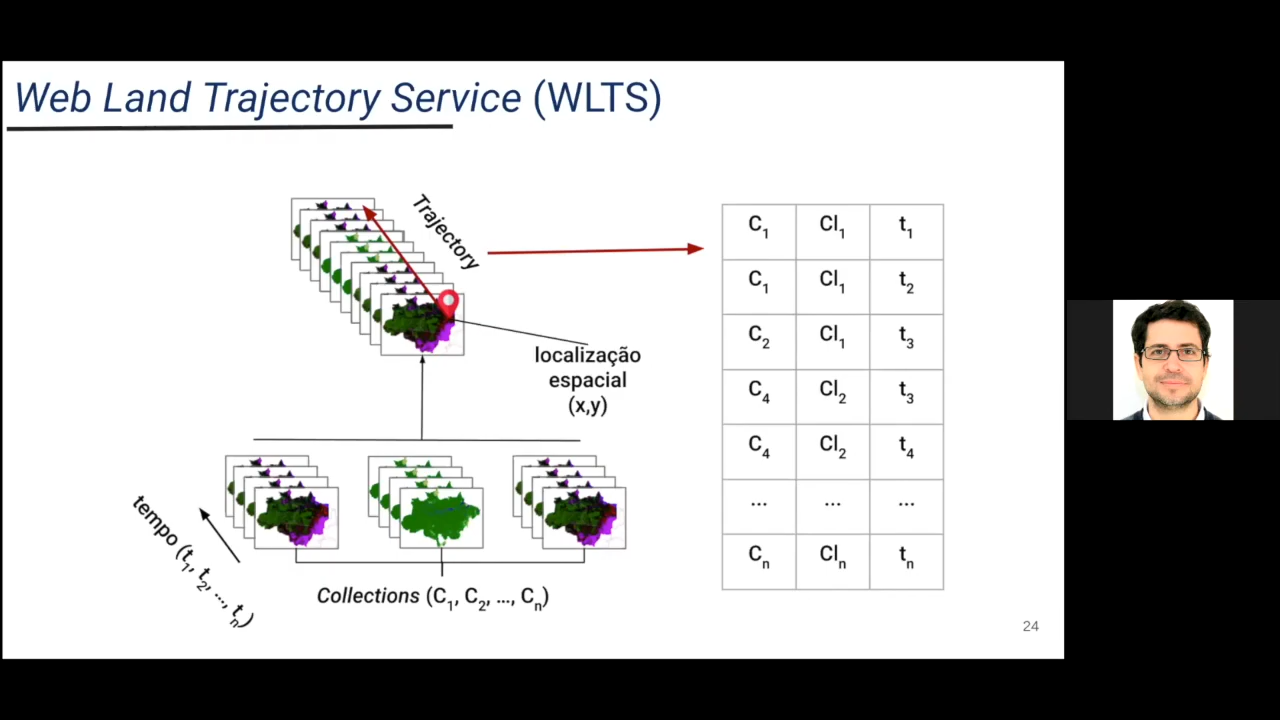 Web Land Trajectory Service (WLTS)
Trajectory
localização
espacial
(x,y)
tempo (t1, t2, ..., tn)
Collections (C1, C2, ..., Cn)
C1 Cl1 t1
C1 Cl1 t2
C2 Cl1 t3
C4 Cl2 t3
C4 Cl2 t4
... ... ...
Cn Cln tn
24